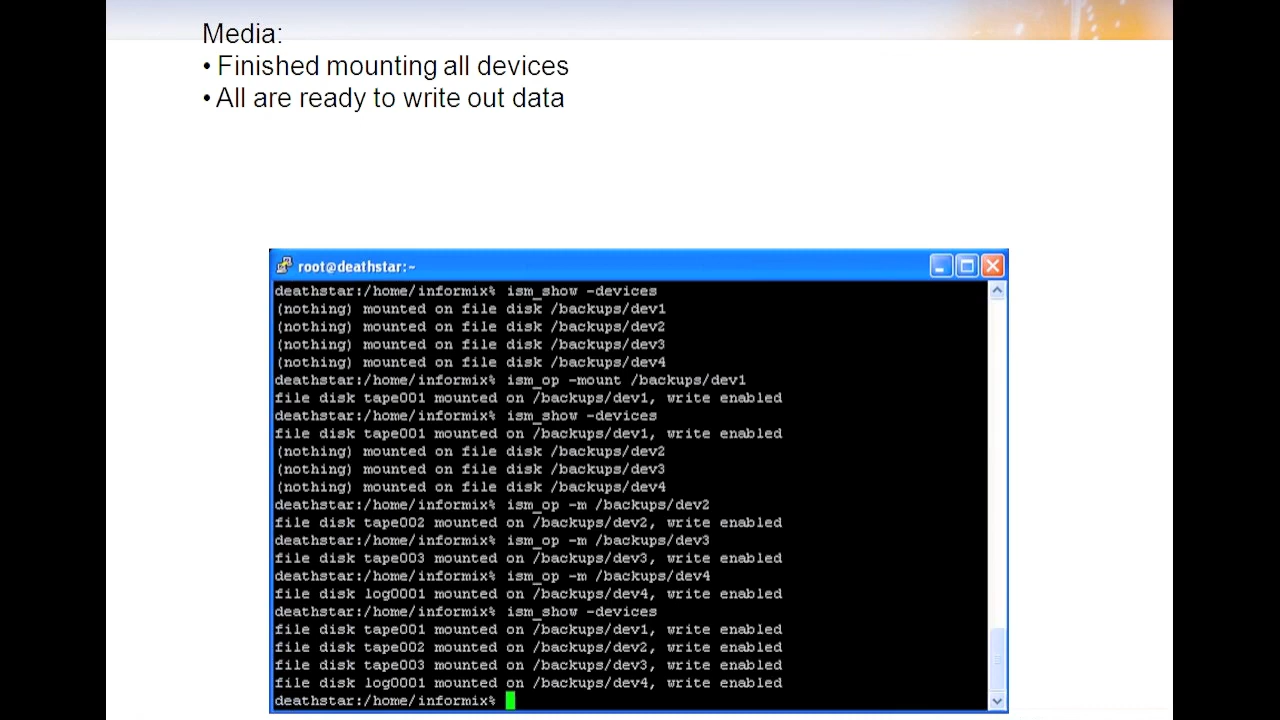 Media:
• Finished mounting all devices
• All are ready to write out data
root@deathstar:~
deathstar:/home/informix% ism_show -devices
(nothing) mounted on file disk /backups/dev1
(nothing) mounted on file disk /backups/dev2
(nothing) mounted on file disk /backups/dev3
(nothing) mounted on file disk /backups/dev4
deathstar:/home/informix% ism_op -mount /backups/dev1
file disk tape001 mounted on /backups/dev1, write enabled
deathstar:/home/informix% ism_show -devices
file disk tape001 mounted on /backups/dev1, write enabled
(nothing) mounted on file disk /backups/dev2
(nothing) mounted on file disk /backups/dev3
(nothing) mounted on file disk /backups/dev4
deathstar:/home/informix% ism_op -m /backups/dev2
file disk tape002 mounted on /backups/dev2, write enabled
deathstar:/home/informix% ism_op -m /backups/dev3
file disk tape003 mounted on /backups/dev3, write enabled
deathstar:/home/informix% ism_op -m /backups/dev4
file disk log0001 mounted on /backups/dev4, write enabled
deathstar:/home/informix% ism_show -devices
file disk tape001 mounted on /backups/dev1, write enabled
file disk tape002 mounted on /backups/dev2, write enabled
file disk tape003 mounted on /backups/dev3, write enabled
file disk log0001 mounted on /backups/dev4, write enabled
deathstar:/home/informix%